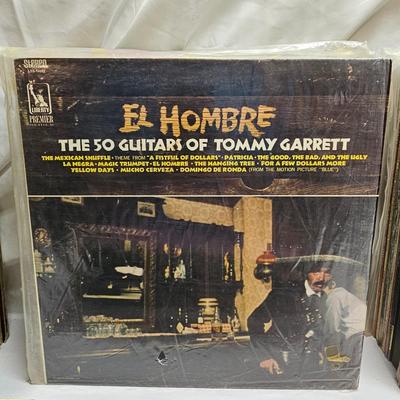 STEREO
LIBERTY
PREMIER
EL HOMBRE
THE 50 GUITARS OF TOMMY GARRETT
THE MEXICAN SHUFFLE • THEME FROM "A FISTFUL OF DOLLARS" • PATRICIA • THE GOOD, THE BAD, AND THE UGLY
LA NEGRA • MAGIC TRUMPET • EL HOMBRE • THE HANGING TREE • FOR A FEW DOLLARS MORE
YELLOW DAYS • MUCHO CERVEZA • DOMINGO DE RONDA (FROM THE MOTION PICTURE "BLUE")